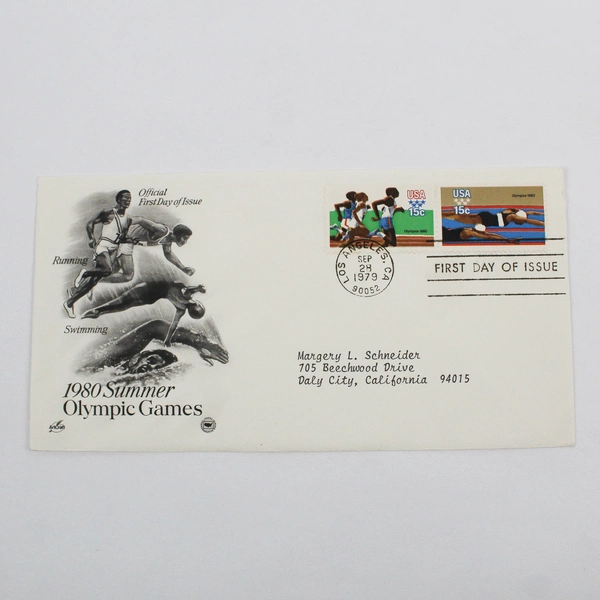 Official
First Day of Issue
Running
Swimming
1980 Summer
Olympic Games
ArtCraft
USA
15c
Olympics 1980
USA
15c
Olympics 1980
LOS ANGELES, CA
SEP
28
1979
90052
FIRST DAY OF ISSUE
Margery L. Schneider
705 Beechwood Drive
Daly City, California 94015